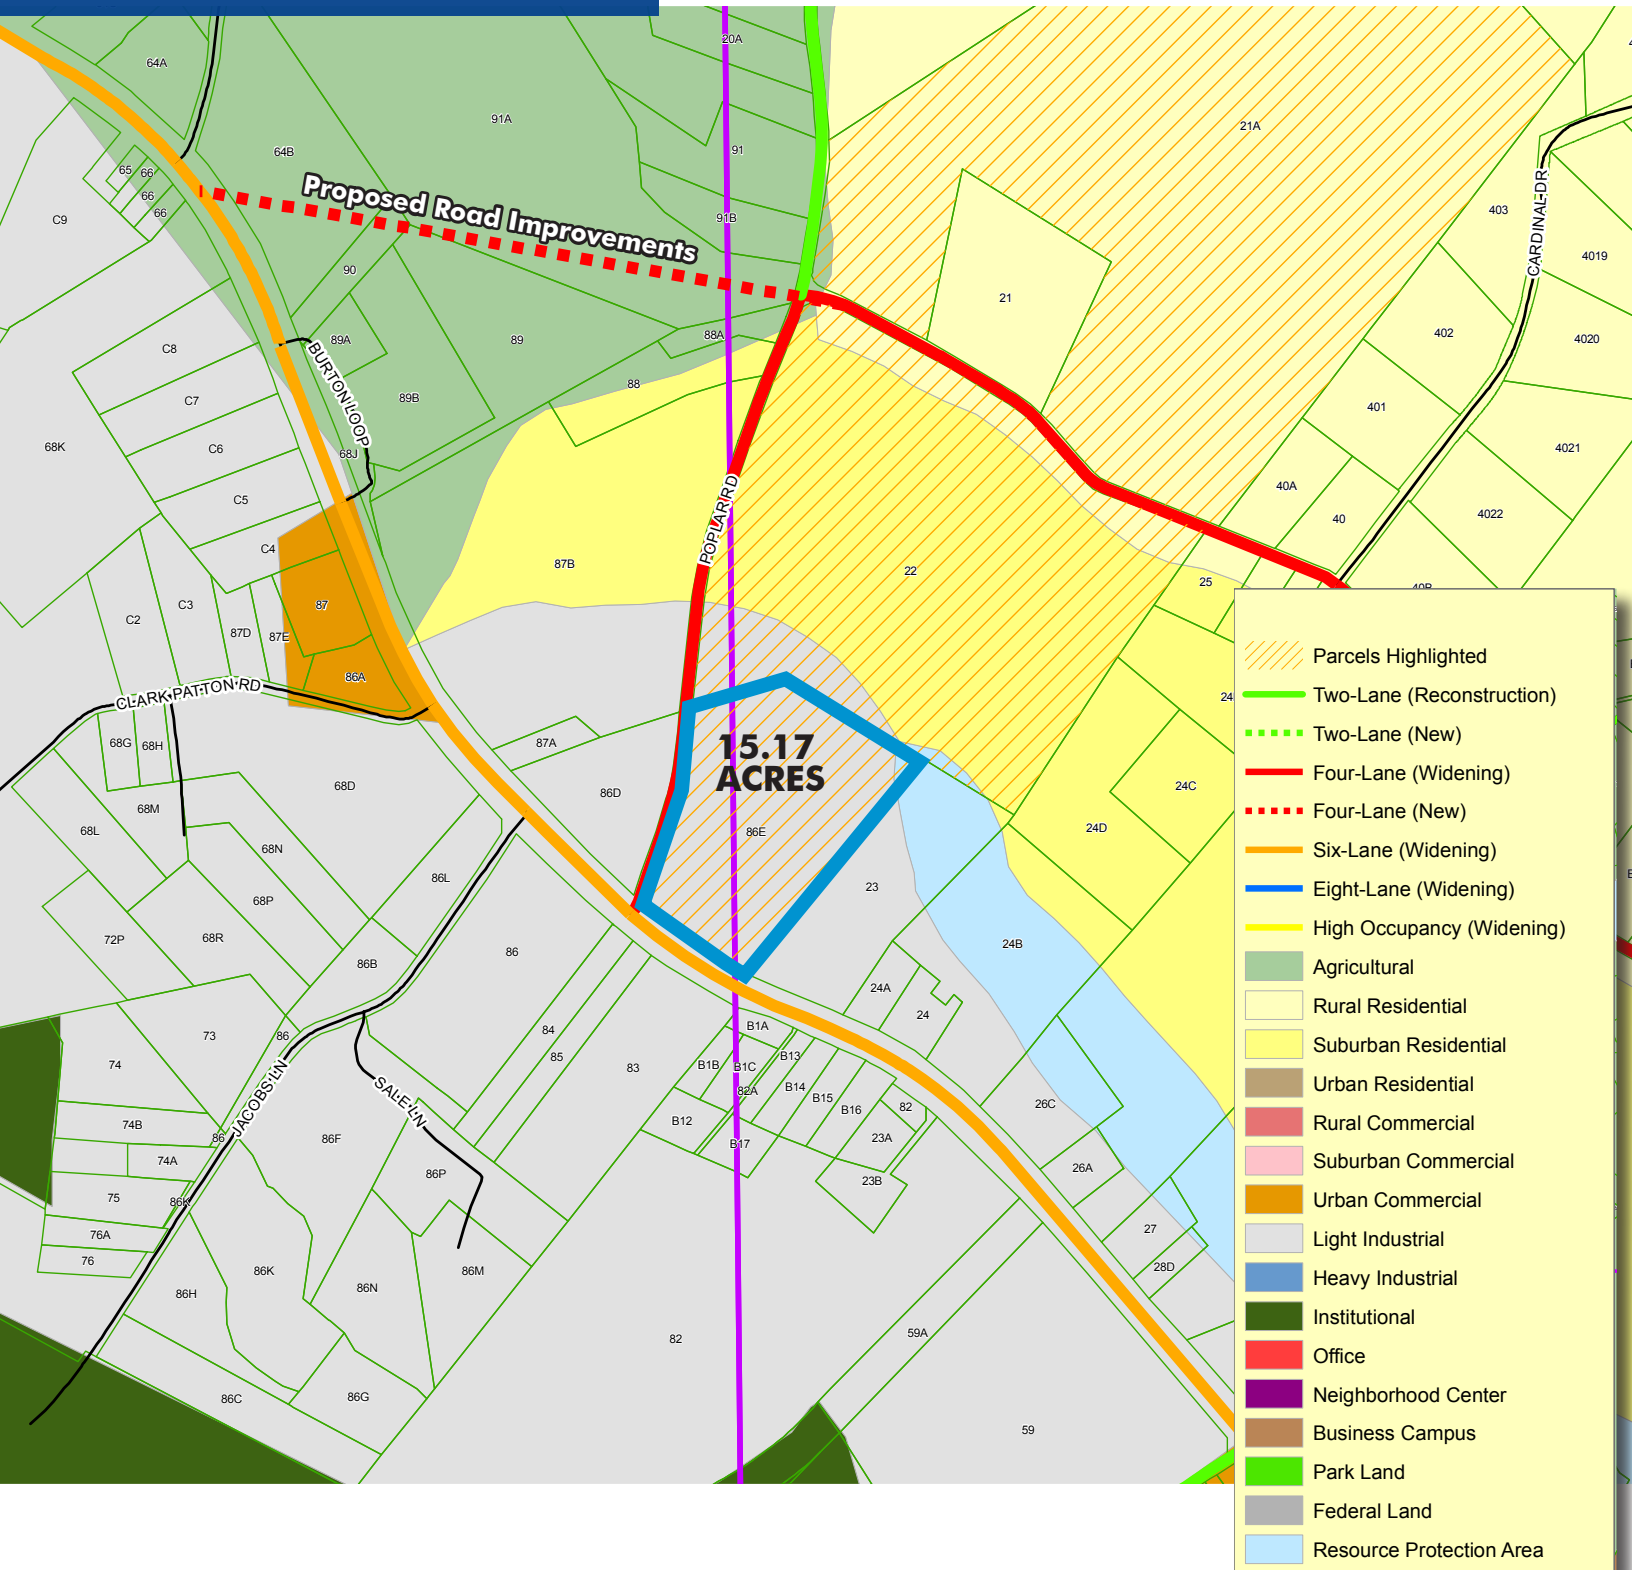 20A
64A
91A
21A
64B
91
65
66
66
66
403
CARDINAL DR
C9
Proposed Road Improvements
91B
4019
90
21
88A
402
4020
C8
89A
89
BURTON LOOP
88
C7
89B
401
68K
C6
68J
4021
POPLAR RD
40A
C5
40
4022
C4
87B
22
25
40B
87
C2
C3
87D
87E
86A
CLARK PATTON RD
68G
68H
87A
15.17
ACRES
68D
86D
24C
68M
68L
86E
24D
68N
86L
23
68P
72P
68R
86
24B
86B
24A
24
73
86
84
85
B1A
74
83
B1B
B1C
B13
82A
B14
B15
B16
82
26C
JACOBS LN
SALE LN
74B
86
86F
B12
B17
23A
74A
86P
26A
23B
75
86K
76A
27
76
86K
86M
28D
86H
86N
82
59A
86C
86G
59
Parcels Highlighted
Two-Lane (Reconstruction)
Two-Lane (New)
Four-Lane (Widening)
Four-Lane (New)
Six-Lane (Widening)
Eight-Lane (Widening)
High Occupancy (Widening)
Agricultural
Rural Residential
Suburban Residential
Urban Residential
Rural Commercial
Suburban Commercial
Urban Commercial
Light Industrial
Heavy Industrial
Institutional
Office
Neighborhood Center
Business Campus
Park Land
Federal Land
Resource Protection Area